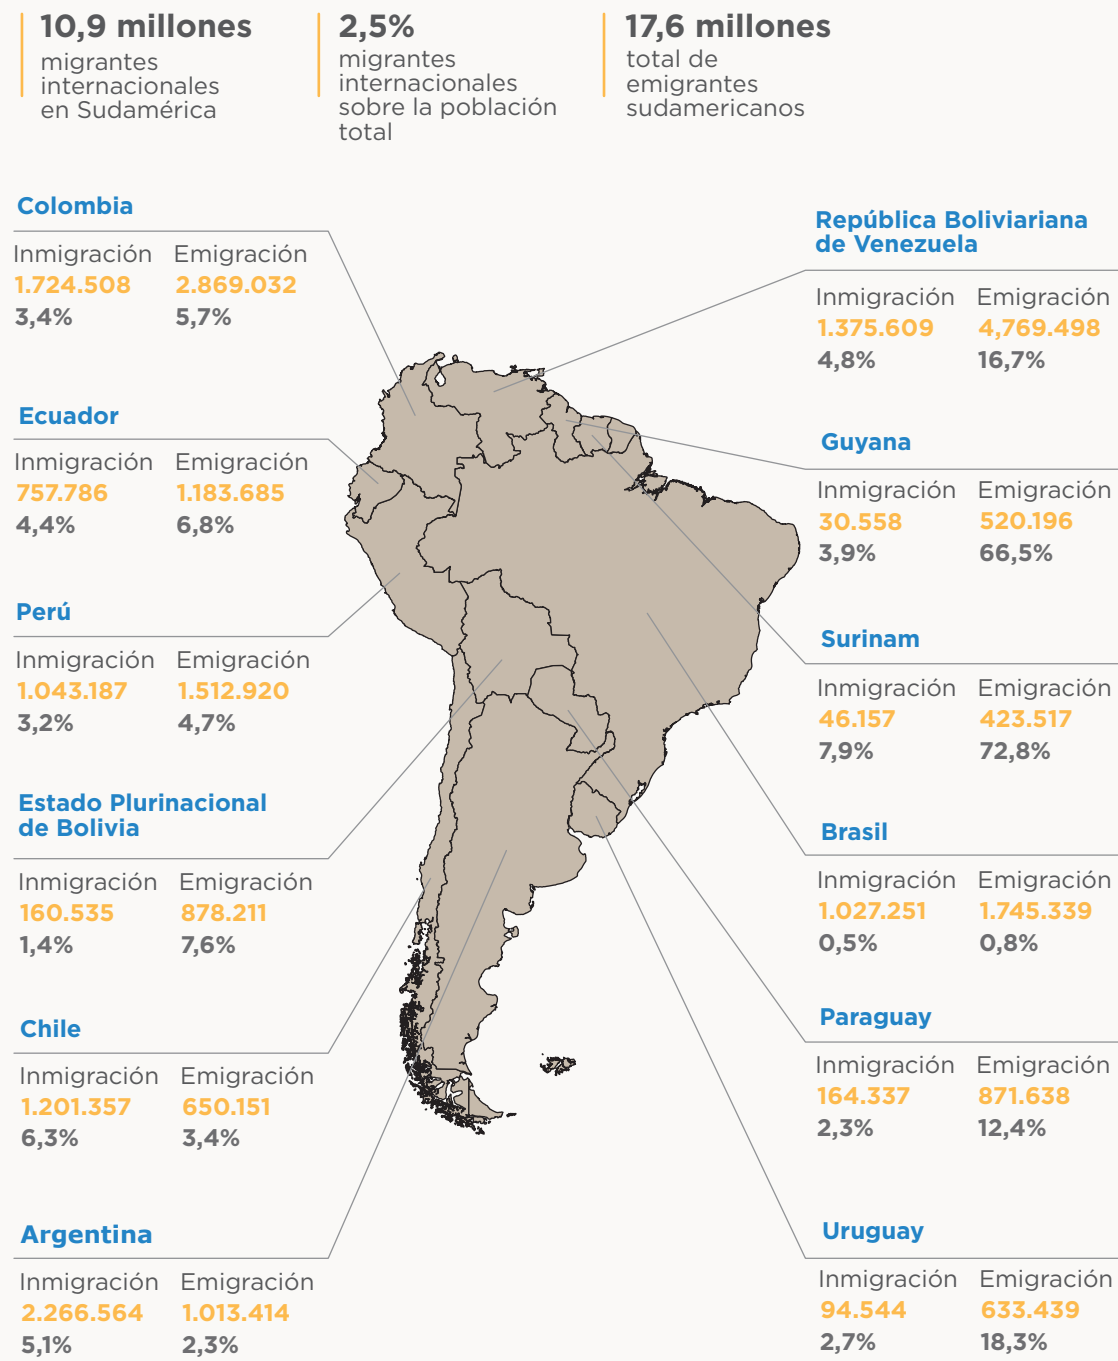 10,9 millones
migrantes
internacionales
en Sudamérica
2,5%
migrantes
internacionales
sobre la población
total
17,6 millones
total de
emigrantes
sudamericanos
Colombia
Inmigración Emigración
1.724.508 2.869.032
3,4% 5,7%
Ecuador
Inmigración Emigración
757.786 1.183.685
4,4% 6,8%
Perú
Inmigración Emigración
1.043.187 1.512.920
3,2% 4,7%
Estado Plurinacional
de Bolivia
Inmigración Emigración
160.535 878.211
1,4% 7,6%
Chile
Inmigración Emigración
1.201.357 650.151
6,3% 3,4%
Argentina
Inmigración Emigración
2.266.564 1.013.414
5,1% 2,3%
República Boliviariana
de Venezuela
Inmigración Emigración
1.375.609 4,769.498
4,8% 16,7%
Guyana
Inmigración Emigración
30.558 520.196
3,9% 66,5%
Surinam
Inmigración Emigración
46.157 423.517
7,9% 72,8%
Brasil
Inmigración Emigración
1.027.251 1.745.339
0,5% 0,8%
Paraguay
Inmigración Emigración
164.337 871.638
2,3% 12,4%
Uruguay
Inmigración Emigración
94.544 633.439
2,7% 18,3%